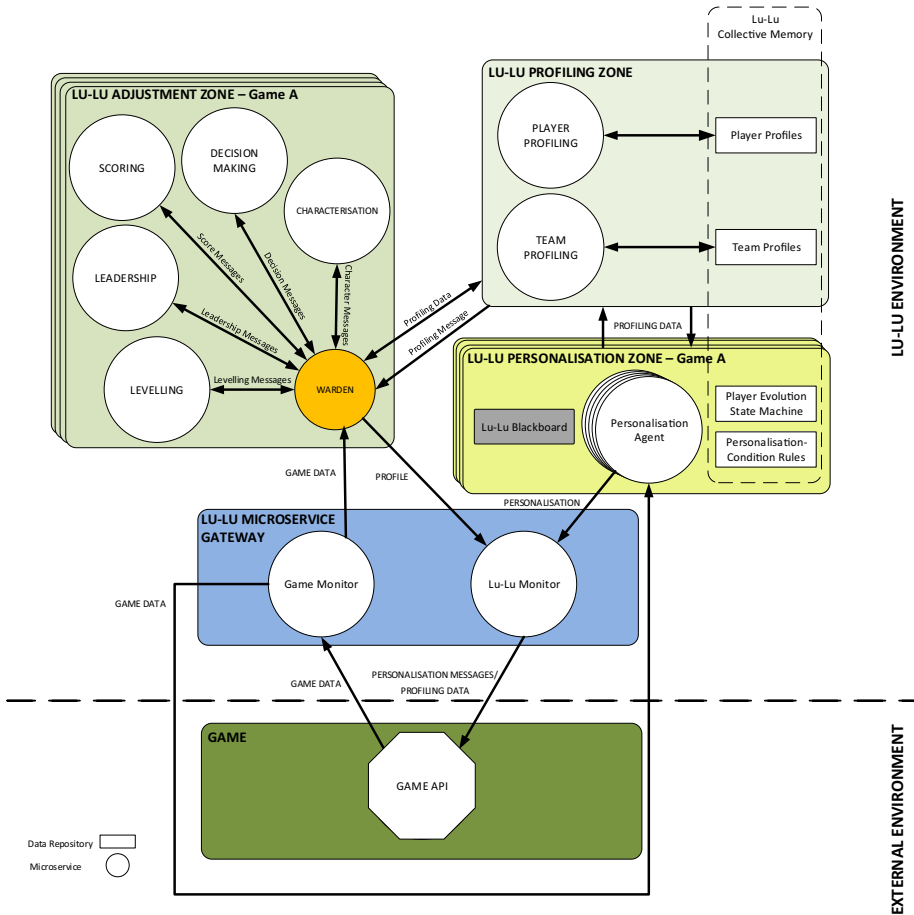 Lu-Lu
Collective Memory
LU-LU ADJUSTMENT ZONE – Game A
SCORING
DECISION
MAKING
CHARACTERISATION
LEADERSHIP
LEVELLING
WARDEN
Score Messages
Decision Messages
Character Messages
Leadership Messages
Levelling Messages
LU-LU PROFILING ZONE
PLAYER
PROFILING
Player Profiles
TEAM
PROFILING
Team Profiles
Profiling Data
Profiling Message
PROFILING DATA
LU-LU PERSONALISATION ZONE – Game A
Lu-Lu Blackboard
Personalisation
Agent
Player Evolution
State Machine
Personalisation-
Condition Rules
LU-LU ENVIRONMENT
GAME DATA
PROFILE
PERSONALISATION
LU-LU MICROSERVICE
GATEWAY
Game Monitor
Lu-Lu Monitor
GAME DATA
GAME DATA
PERSONALISATION MESSAGES/
PROFILING DATA
GAME
GAME API
EXTERNAL ENVIRONMENT
Data Repository
Microservice